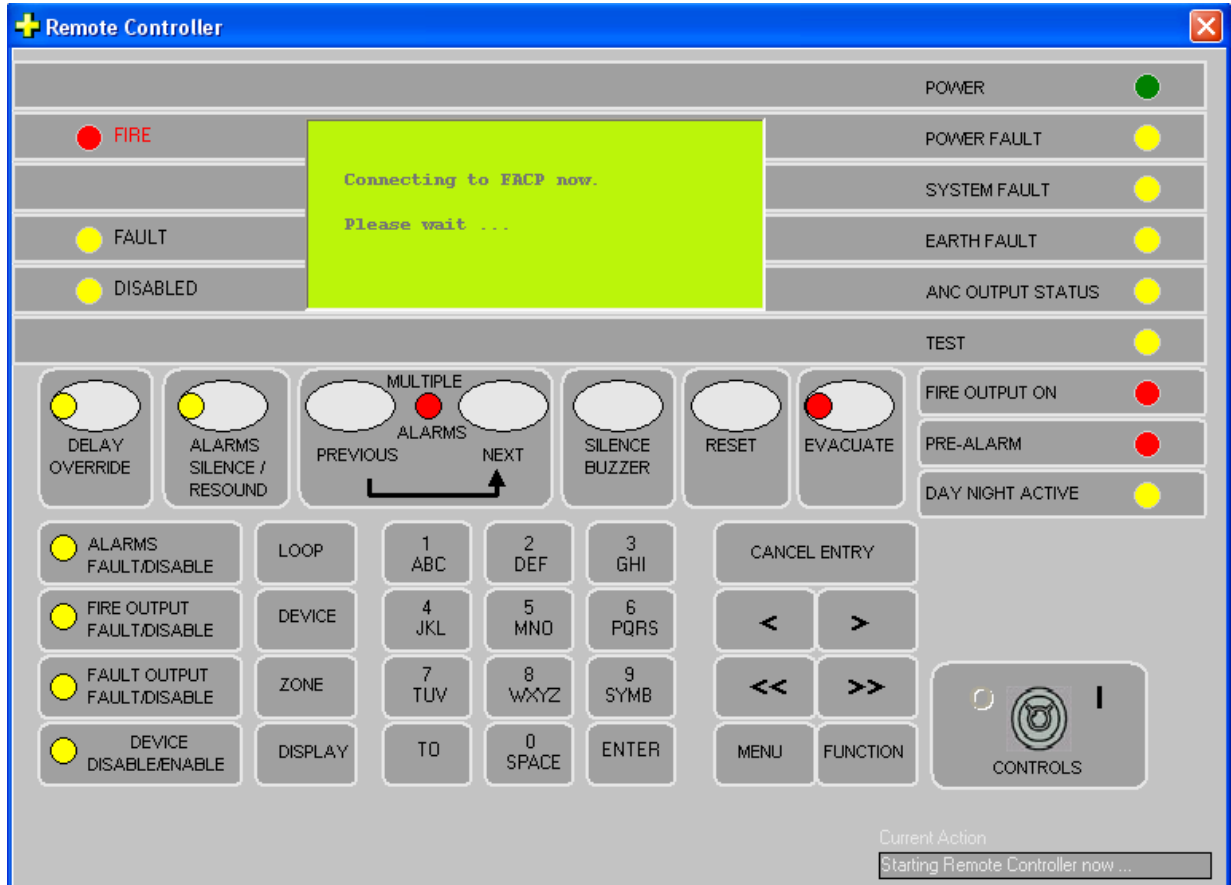 Remote Controller
POWER
FIRE
POWER FAULT
Connecting to FACP now.
SYSTEM FAULT
Please wait ...
FAULT
EARTH FAULT
DISABLED
ANC OUTPUT STATUS
TEST
DELAY
OVERRIDE
ALARMS
SILENCE /
RESOUND
MULTIPLE
ALARMS
PREVIOUS
NEXT
SILENCE
BUZZER
RESET
EVACUATE
FIRE OUTPUT ON
PRE-ALARM
DAY NIGHT ACTIVE
ALARMS
FAULT/DISABLE
LOOP
1
ABC
2
DEF
3
GHI
CANCEL ENTRY
FIRE OUTPUT
FAULT/DISABLE
DEVICE
4
JKL
5
MNO
6
PQRS
<
>
FAULT OUTPUT
FAULT/DISABLE
ZONE
7
TUV
8
WXYZ
9
SYMB
<<
>>
DEVICE
DISABLE/ENABLE
DISPLAY
TO
0
SPACE
ENTER
MENU
FUNCTION
CONTROLS
Current Action
Starting Remote Controller now ...